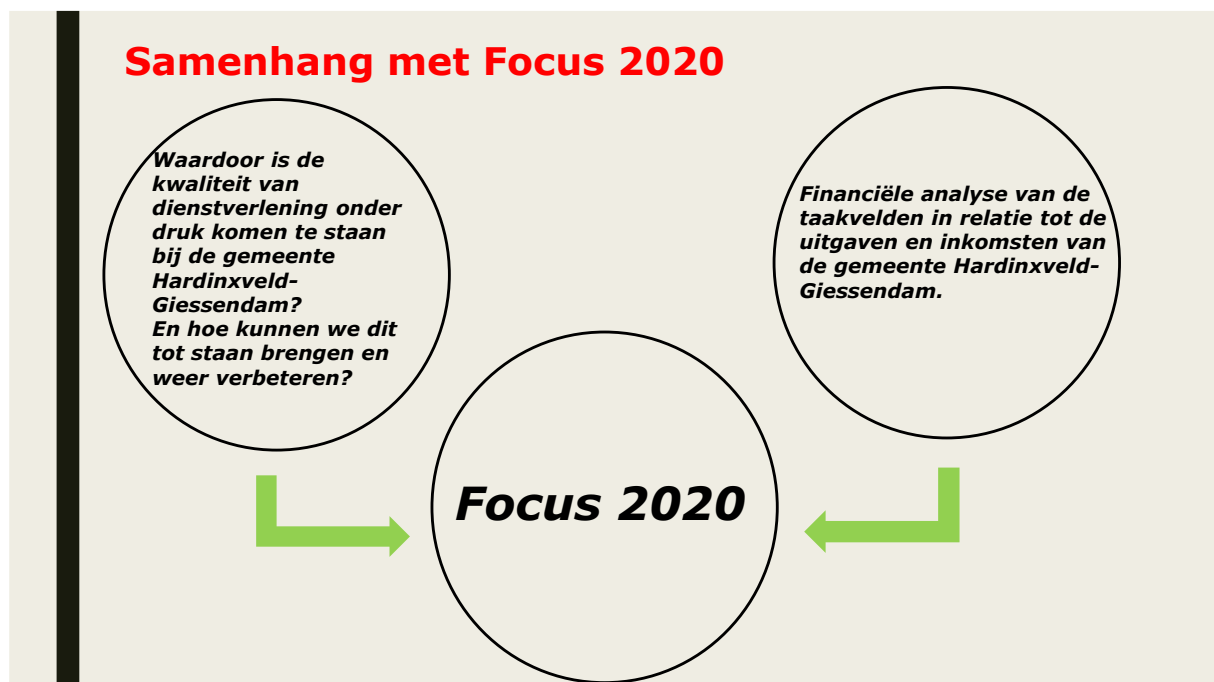 Samenhang met Focus 2020
Waardoor is de
kwaliteit van
dienstverlening onder
druk komen te staan
bij de gemeente
Hardinxveld-
Giessendam?
En hoe kunnen we dit
tot staan brengen en
weer verbeteren?
Financiële analyse van de
taakvelden in relatie tot de
uitgaven en inkomsten van
de gemeente Hardinxveld-
Giessendam.
Focus 2020